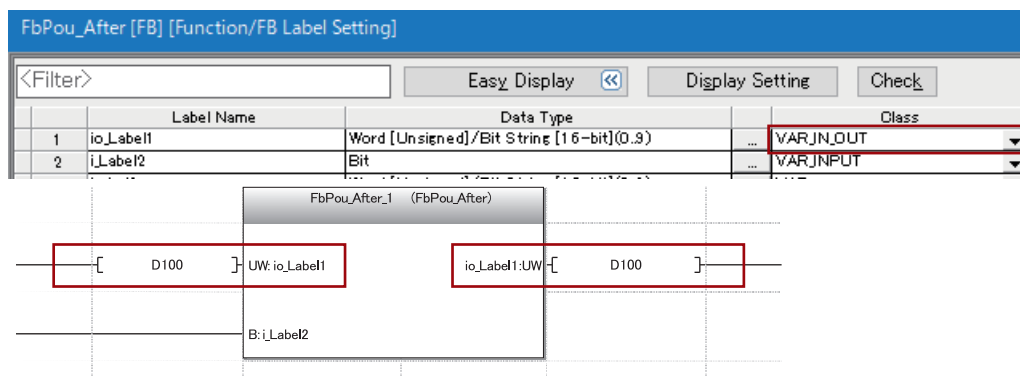 FbPou_After [FB] [Function/FB Label Setting]
<Filter> Easy Display Display Setting Check
Label Name Data Type Class
1 io_Label1 Word [Unsigned]/Bit String [16-bit](0..9) ... VAR_IN_OUT
2 i_Label2 Bit ... VAR_INPUT
FbPou_After_1 (FbPou_After)
D100 UW: io_Label1 io_Label1:UW D100
B: i_Label2